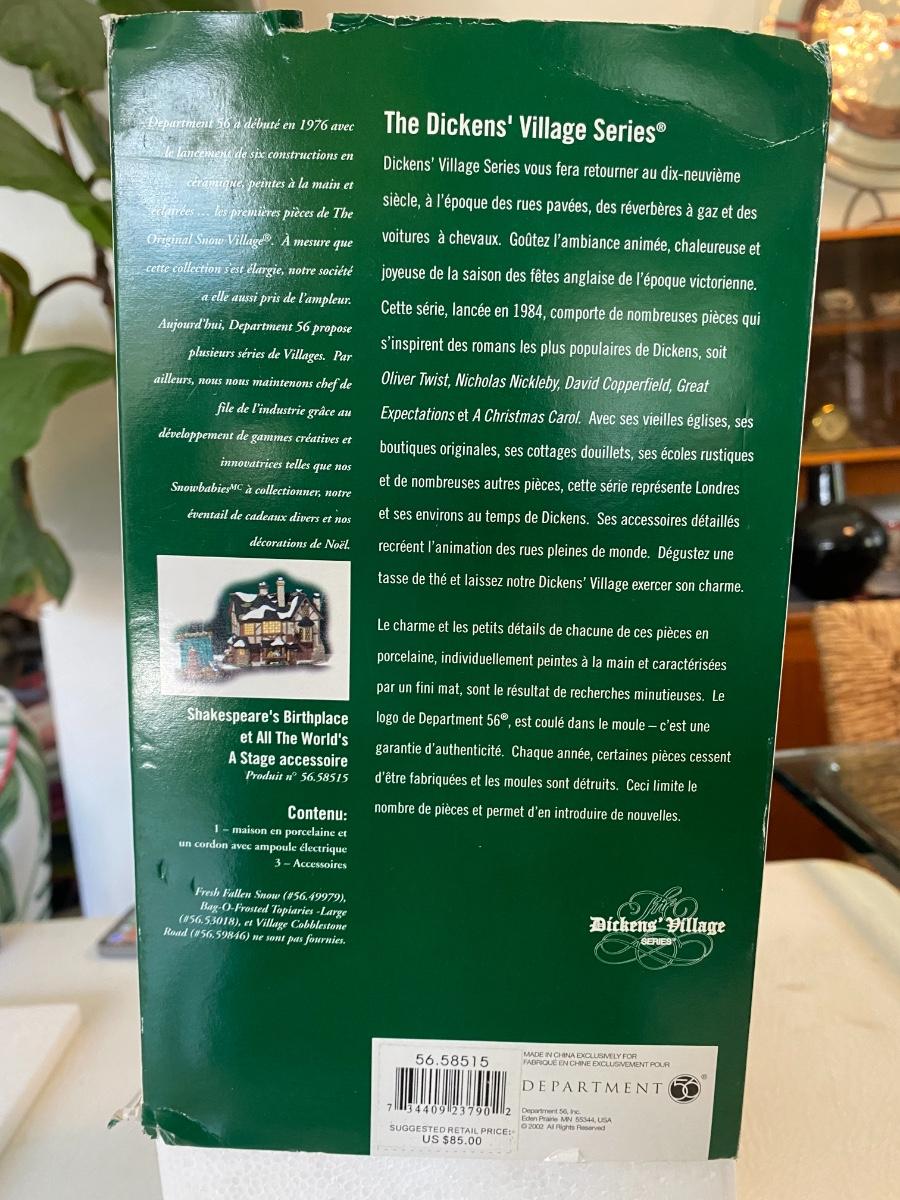 Department 56 a débuté en 1976 avec
le lancement de six constructions en
céramique, peintes à la main et
éclairées ... les premières pièces de The
Original Snow Village®. À mesure que
cette collection s'est élargie, notre société
a elle aussi pris de l'ampleur.
Aujourd'hui, Department 56 propose
plusieurs séries de Villages. Par
ailleurs, nous nous maintenons chef de
file de l'industrie grâce au
développement de gammes créatives et
innovatrices telles que nos
Snowbabiesᴹᶜ à collectionner, notre
éventail de cadeaux divers et nos
décorations de Noël.
Shakespeare's Birthplace
et All The World's
A Stage accessoire
Produit n° 56.58515
Contenu:
1 – maison en porcelaine et
un cordon avec ampoule électrique
3 – Accessoires
Fresh Fallen Snow (#56.49979),
Bag-O-Frosted Topiaries -Large
(#56.53018), et Village Cobblestone
Road (#56.59846) ne sont pas fournies.
The Dickens' Village Series®
Dickens' Village Series vous fera retourner au dix-neuvième
siècle, à l'époque des rues pavées, des réverbères à gaz et des
voitures à chevaux. Goûtez l'ambiance animée, chaleureuse et
joyeuse de la saison des fêtes anglaise de l'époque victorienne.
Cette série, lancée en 1984, comporte de nombreuses pièces qui
s'inspirent des romans les plus populaires de Dickens, soit
Oliver Twist, Nicholas Nickleby, David Copperfield, Great
Expectations et A Christmas Carol. Avec ses vieilles églises, ses
boutiques originales, ses cottages douillets, ses écoles rustiques
et de nombreuses autres pièces, cette série représente Londres
et ses environs au temps de Dickens. Ses accessoires détaillés
recréent l'animation des rues pleines de monde. Dégustez une
tasse de thé et laissez notre Dickens' Village exercer son charme.
Le charme et les petits détails de chacune de ces pièces en
porcelaine, individuellement peintes à la main et caractérisées
par un fini mat, sont le résultat de recherches minutieuses. Le
logo de Department 56®, est coulé dans le moule – c'est une
garantie d'authenticité. Chaque année, certaines pièces cessent
d'être fabriquées et les moules sont détruits. Ceci limite le
nombre de pièces et permet d'en introduire de nouvelles.
The
Dickens' Village
SERIES®
56.58515
7 34409 23790 2
SUGGESTED RETAIL PRICE:
US $85.00
MADE IN CHINA EXCLUSIVELY FOR
FABRIQUÉ EN CHINE EXCLUSIVEMENT POUR
DEPARTMENT 56®
Department 56, Inc.
Eden Prairie MN 55344, USA
© 2002 All Rights Reserved